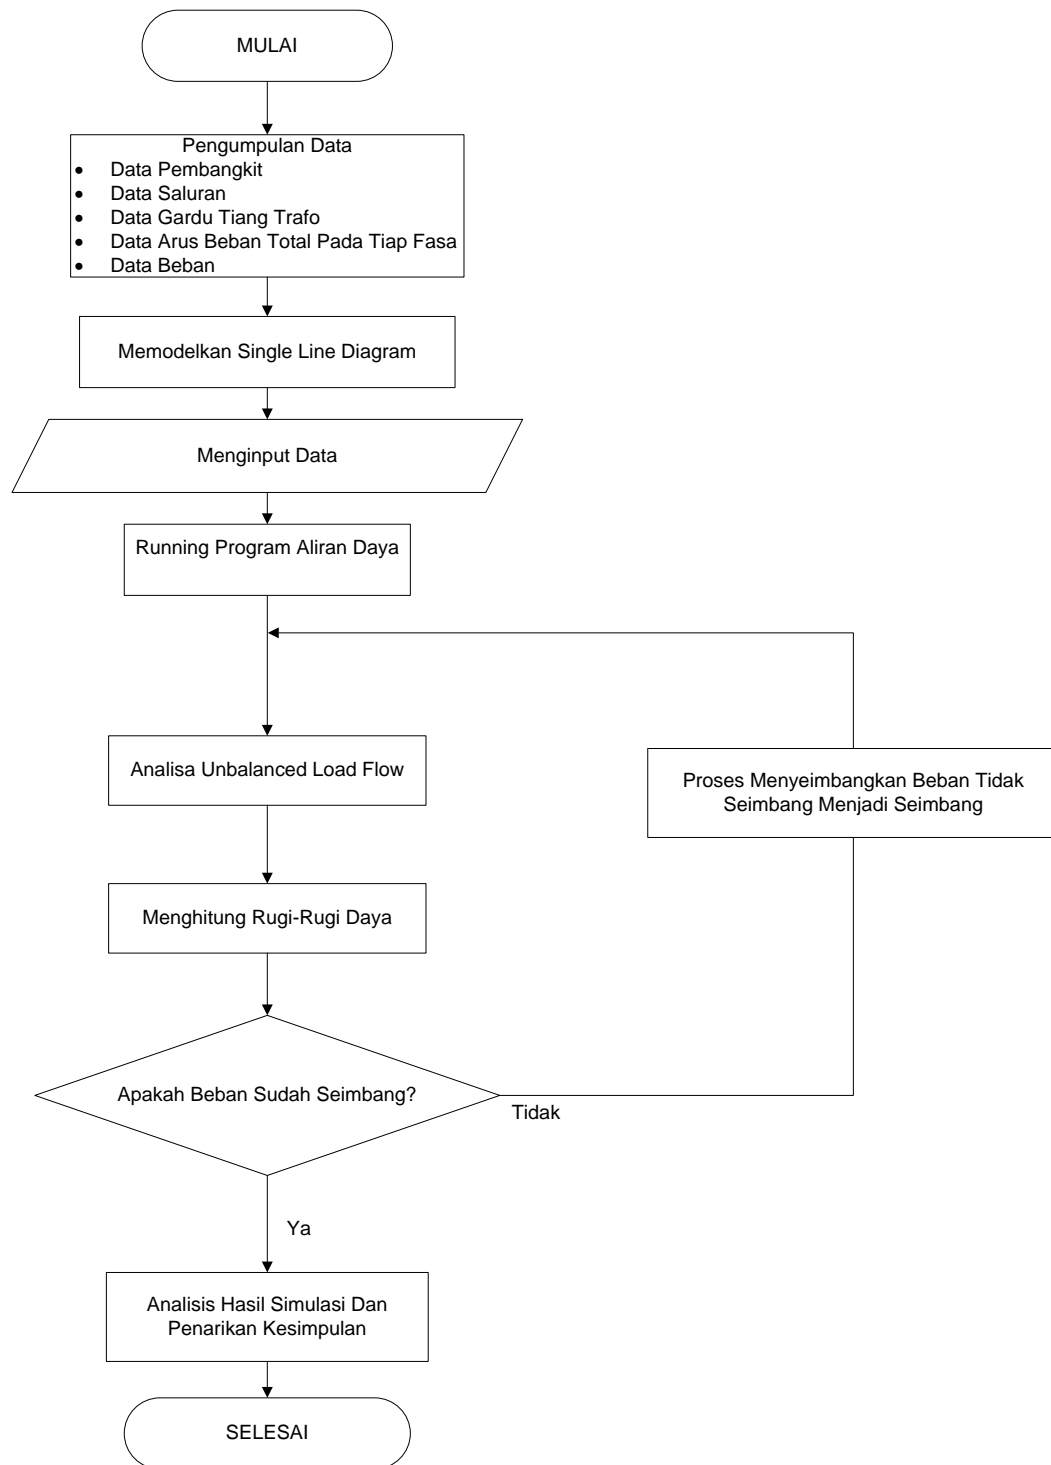 MULAI
Pengumpulan Data
• Data Pembangkit
• Data Saluran
• Data Gardu Tiang Trafo
• Data Arus Beban Total Pada Tiap Fasa
• Data Beban
Memodelkan Single Line Diagram
Menginput Data
Running Program Aliran Daya
Analisa Unbalanced Load Flow
Proses Menyeimbangkan Beban Tidak
Seimbang Menjadi Seimbang
Menghitung Rugi-Rugi Daya
Apakah Beban Sudah Seimbang?
Tidak
Ya
Analisis Hasil Simulasi Dan
Penarikan Kesimpulan
SELESAI